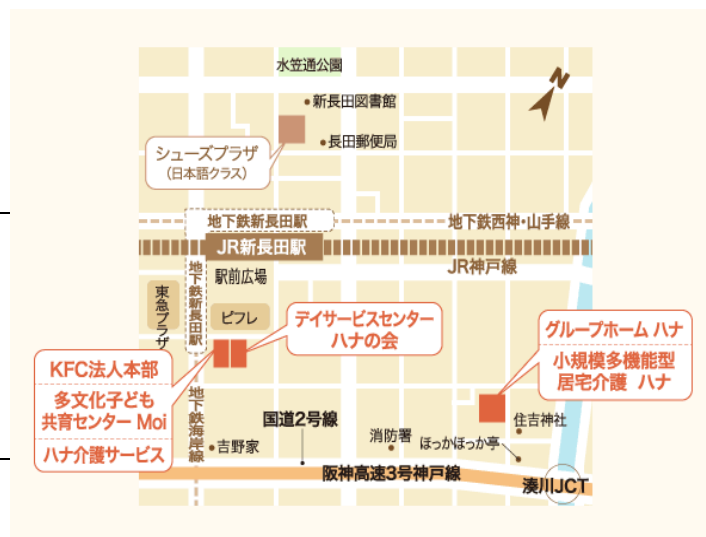 水笠通公園
N
新長田図書館
長田郵便局
シューズプラザ
(日本語クラス)
地下鉄新長田駅
地下鉄西神・山手線
JR新長田駅
JR神戸線
地下鉄新長田駅
駅前広場
東急プラザ
ピフレ
デイサービスセンター
ハナの会
グループホーム ハナ
小規模多機能型
居宅介護 ハナ
KFC法人本部
多文化子ども
共育センター Moi
ハナ介護サービス
地下鉄海岸線
国道2号線
吉野家
消防署
住吉神社
ほっかほっか亭
阪神高速3号神戸線
湊川JCT